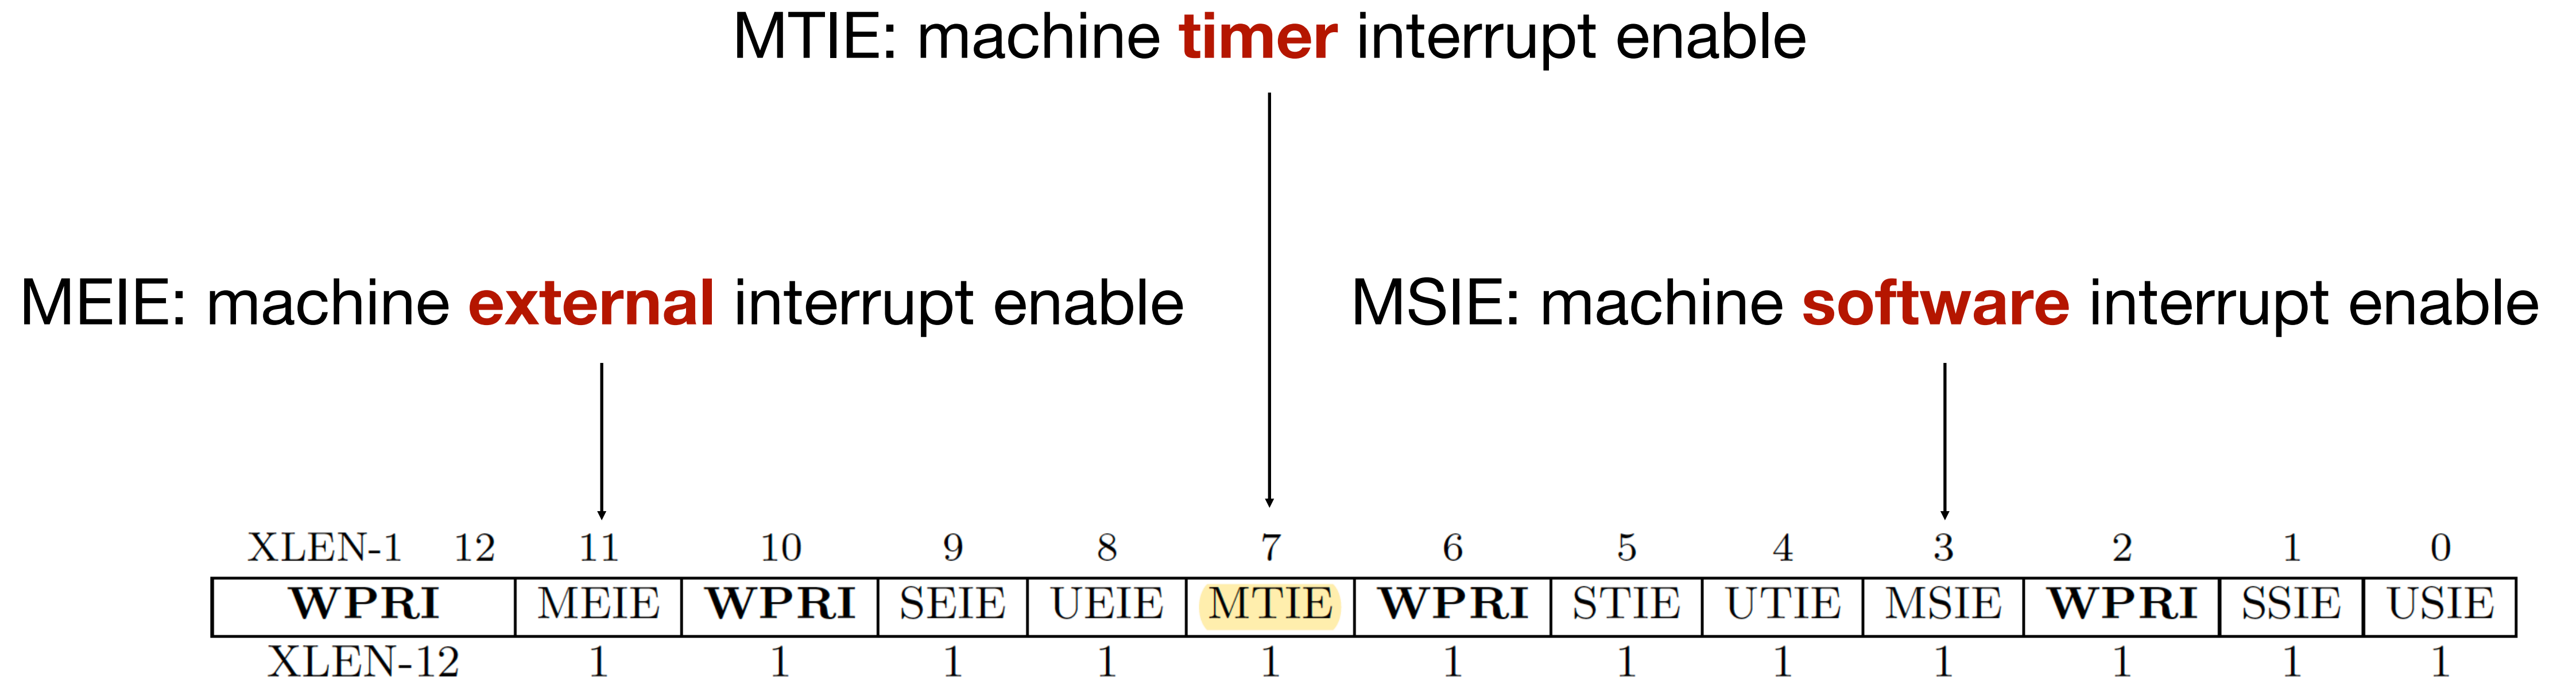 MTIE: machine timer interrupt enable
MEIE: machine external interrupt enable
MSIE: machine software interrupt enable
XLEN-1 12 11 10 9 8 7 6 5 4 3 2 1 0
WPRI MEIE WPRI SEIE UEIE MTIE WPRI STIE UTIE MSIE WPRI SSIE USIE
XLEN-12 1 1 1 1 1 1 1 1 1 1 1 1